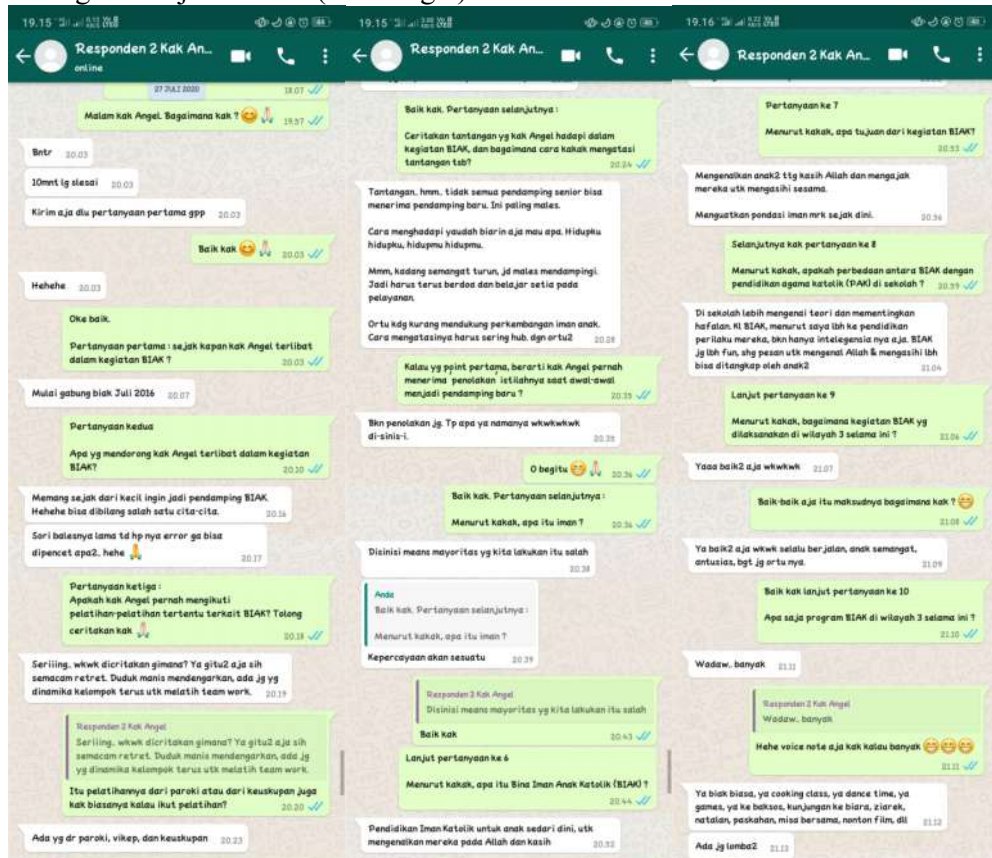 19.15
Responden 2 Kak An...
online
27 JULI 2020
18.07
Malam kak Angel. Bagaimana kak ? 😊🙏 19.57
Bntr 20.03
10mnt lg slesai 20.03
Kirim aja dlu pertanyaan pertama gpp 20.03
Baik kak 😄🙏 20.03
Hehehe 20.03
Oke baik.
Pertanyaan pertama : sejak kapan kak Angel terlibat
dalam kegiatan BIAK ? 20.03
Mulai gabung biak Juli 2016 20.07
Pertanyaan kedua
Apa yg mendorong kak Angel terlibat dalam kegiatan
BIAK? 20.10
Memang sejak dari kecil ingin jadi pendamping BIAK.
Hehehe bisa dibilang salah satu cita-cita. 20.16
Sori balesnya lama td hp nya error ga bisa
dipencet apa2, hehe 🙏 20.17
Pertanyaan ketiga :
Apakah kak Angel pernah mengikuti
pelatihan-pelatihan tertentu terkait BIAK? Tolong
ceritakan kak 🙏 20.18
Seriiing.. wkwk dicritakan gimana? Ya gitu2 aja sih
semacam retret. Duduk manis mendengarkan, ada jg yg
dinamika kelompok terus utk melatih team work. 20.19
Responden 2 Kak Angel
Seriiing.. wkwk dicritakan gimana? Ya gitu2 aja sih
semacam retret. Duduk manis mendengarkan, ada jg
yg dinamika kelompok terus utk melatih team work.
Itu pelatihannya dari paroki atau dari keuskupan juga
kak biasanya kalau ikut pelatihan? 20.20
Ada yg dr paroki, vikep, dan keuskupan 20.23
19.15
Responden 2 Kak An...
Baik kak. Pertanyaan selanjutnya :
Ceritakan tantangan yg kak Angel hadapi dalam
kegiatan BIAK, dan bagaimana cara kakak mengatasi
tantangan tsb? 20.24
Tantangan, hmm, tidak semua pendamping senior bisa
menerima pendamping baru. Ini paling males.
Cara menghadapi yaudah biarin aja mau apa. Hidupku
hidupku, hidupmu hidupmu.
Mmm, kadang semangat turun, jd males mendampingi.
Jadi harus terus berdoa dan belajar setia pada
pelayanan.
Ortu kdg kurang mendukung perkembangan iman anak.
Cara mengatasinya harus sering hub. dgn ortu2 20.28
Kalau yg point pertama, berarti kak Angel pernah
menerima penolakan istilahnya saat awal-awal
menjadi pendamping baru ? 20.35
Bkn penolakan jg. Tp apa ya namanya wkwkwkwk
di-sinis-i. 20.35
O begitu 😁🙏 20.36
Baik kak. Pertanyaan selanjutnya :
Menurut kakak, apa itu iman ? 20.36
Disinisi means mayoritas yg kita lakukan itu salah
20.38
Anda
Baik kak. Pertanyaan selanjutnya :
Menurut kakak, apa itu iman ?
Kepercayaan akan sesuatu 20.39
Responden 2 Kak Angel
Disinisi means mayoritas yg kita lakukan itu salah
Baik kak 20.43
Lanjut pertanyaan ke 6
Menurut kakak, apa itu Bina Iman Anak Katolik (BIAK) ?
20.44
Pendidikan Iman Katolik untuk anak sedari dini, utk
mengenalkan mereka pada Allah dan kasih 20.52
19.16
Responden 2 Kak An...
Pertanyaan ke 7
Menurut kakak, apa tujuan dari kegiatan BIAK?
20.53
Mengenalkan anak2 ttg kasih Allah dan mengajak
mereka utk mengasihi sesama.
Menguatkan pondasi iman mrk sejak dini. 20.56
Selanjutnya kak pertanyaan ke 8
Menurut kakak, apakah perbedaan antara BIAK dengan
pendidikan agama katolik (PAK) di sekolah ? 20.59
Di sekolah lebih mengenai teori dan mementingkan
hafalan. Kl BIAK, menurut saya lbh ke pendidikan
perilaku mereka, bkn hanya intelegensia nya aja. BIAK
jg lbh fun, shg pesan utk mengenal Allah & mengasihi lbh
bisa ditangkap oleh anak2 21.04
Lanjut pertanyaan ke 9
Menurut kakak, bagaimana kegiatan BIAK yg
dilaksanakan di wilayah 3 selama ini ? 21.06
Yaaa baik2 aja wkwkwk 21.07
Baik-baik aja itu maksudnya bagaimana kak ? 😁
21.08
Ya baik2 aja wkwk selalu berjalan, anak semangat,
antusias, bgt jg ortu nya. 21.09
Baik kak lanjut pertanyaan ke 10
Apa saja program BIAK di wilayah 3 selama ini ?
21.10
Wadaw.. banyak 21.11
Responden 2 Kak Angel
Wadaw.. banyak
Hehe voice note aja kak kalau banyak 😁😁😁
21.11
Ya biak biasa, ya cooking class, ya dance time, ya
games, ya ke baksos, kunjungan ke biara, ziarek,
natalan, paskahan, misa bersama, nonton film, dll 21.12
Ada jg lomba2 21.13